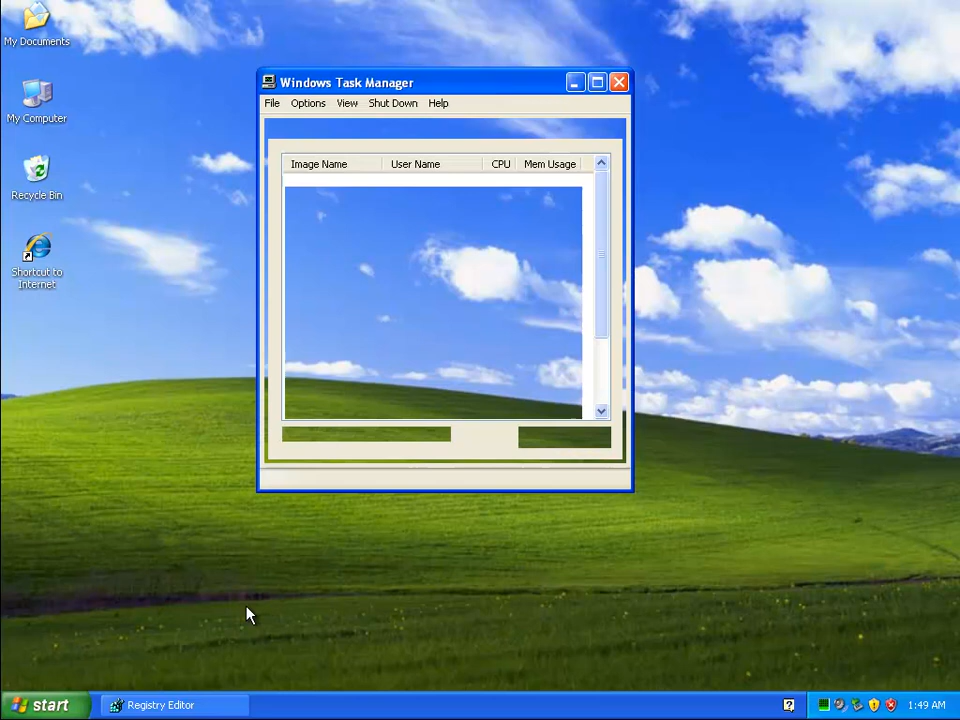 My Documents
My Computer
Recycle Bin
Shortcut to
Internet
Windows Task Manager
File Options View Shut Down Help
Image Name User Name CPU Mem Usage
start Registry Editor ? 1:49 AM